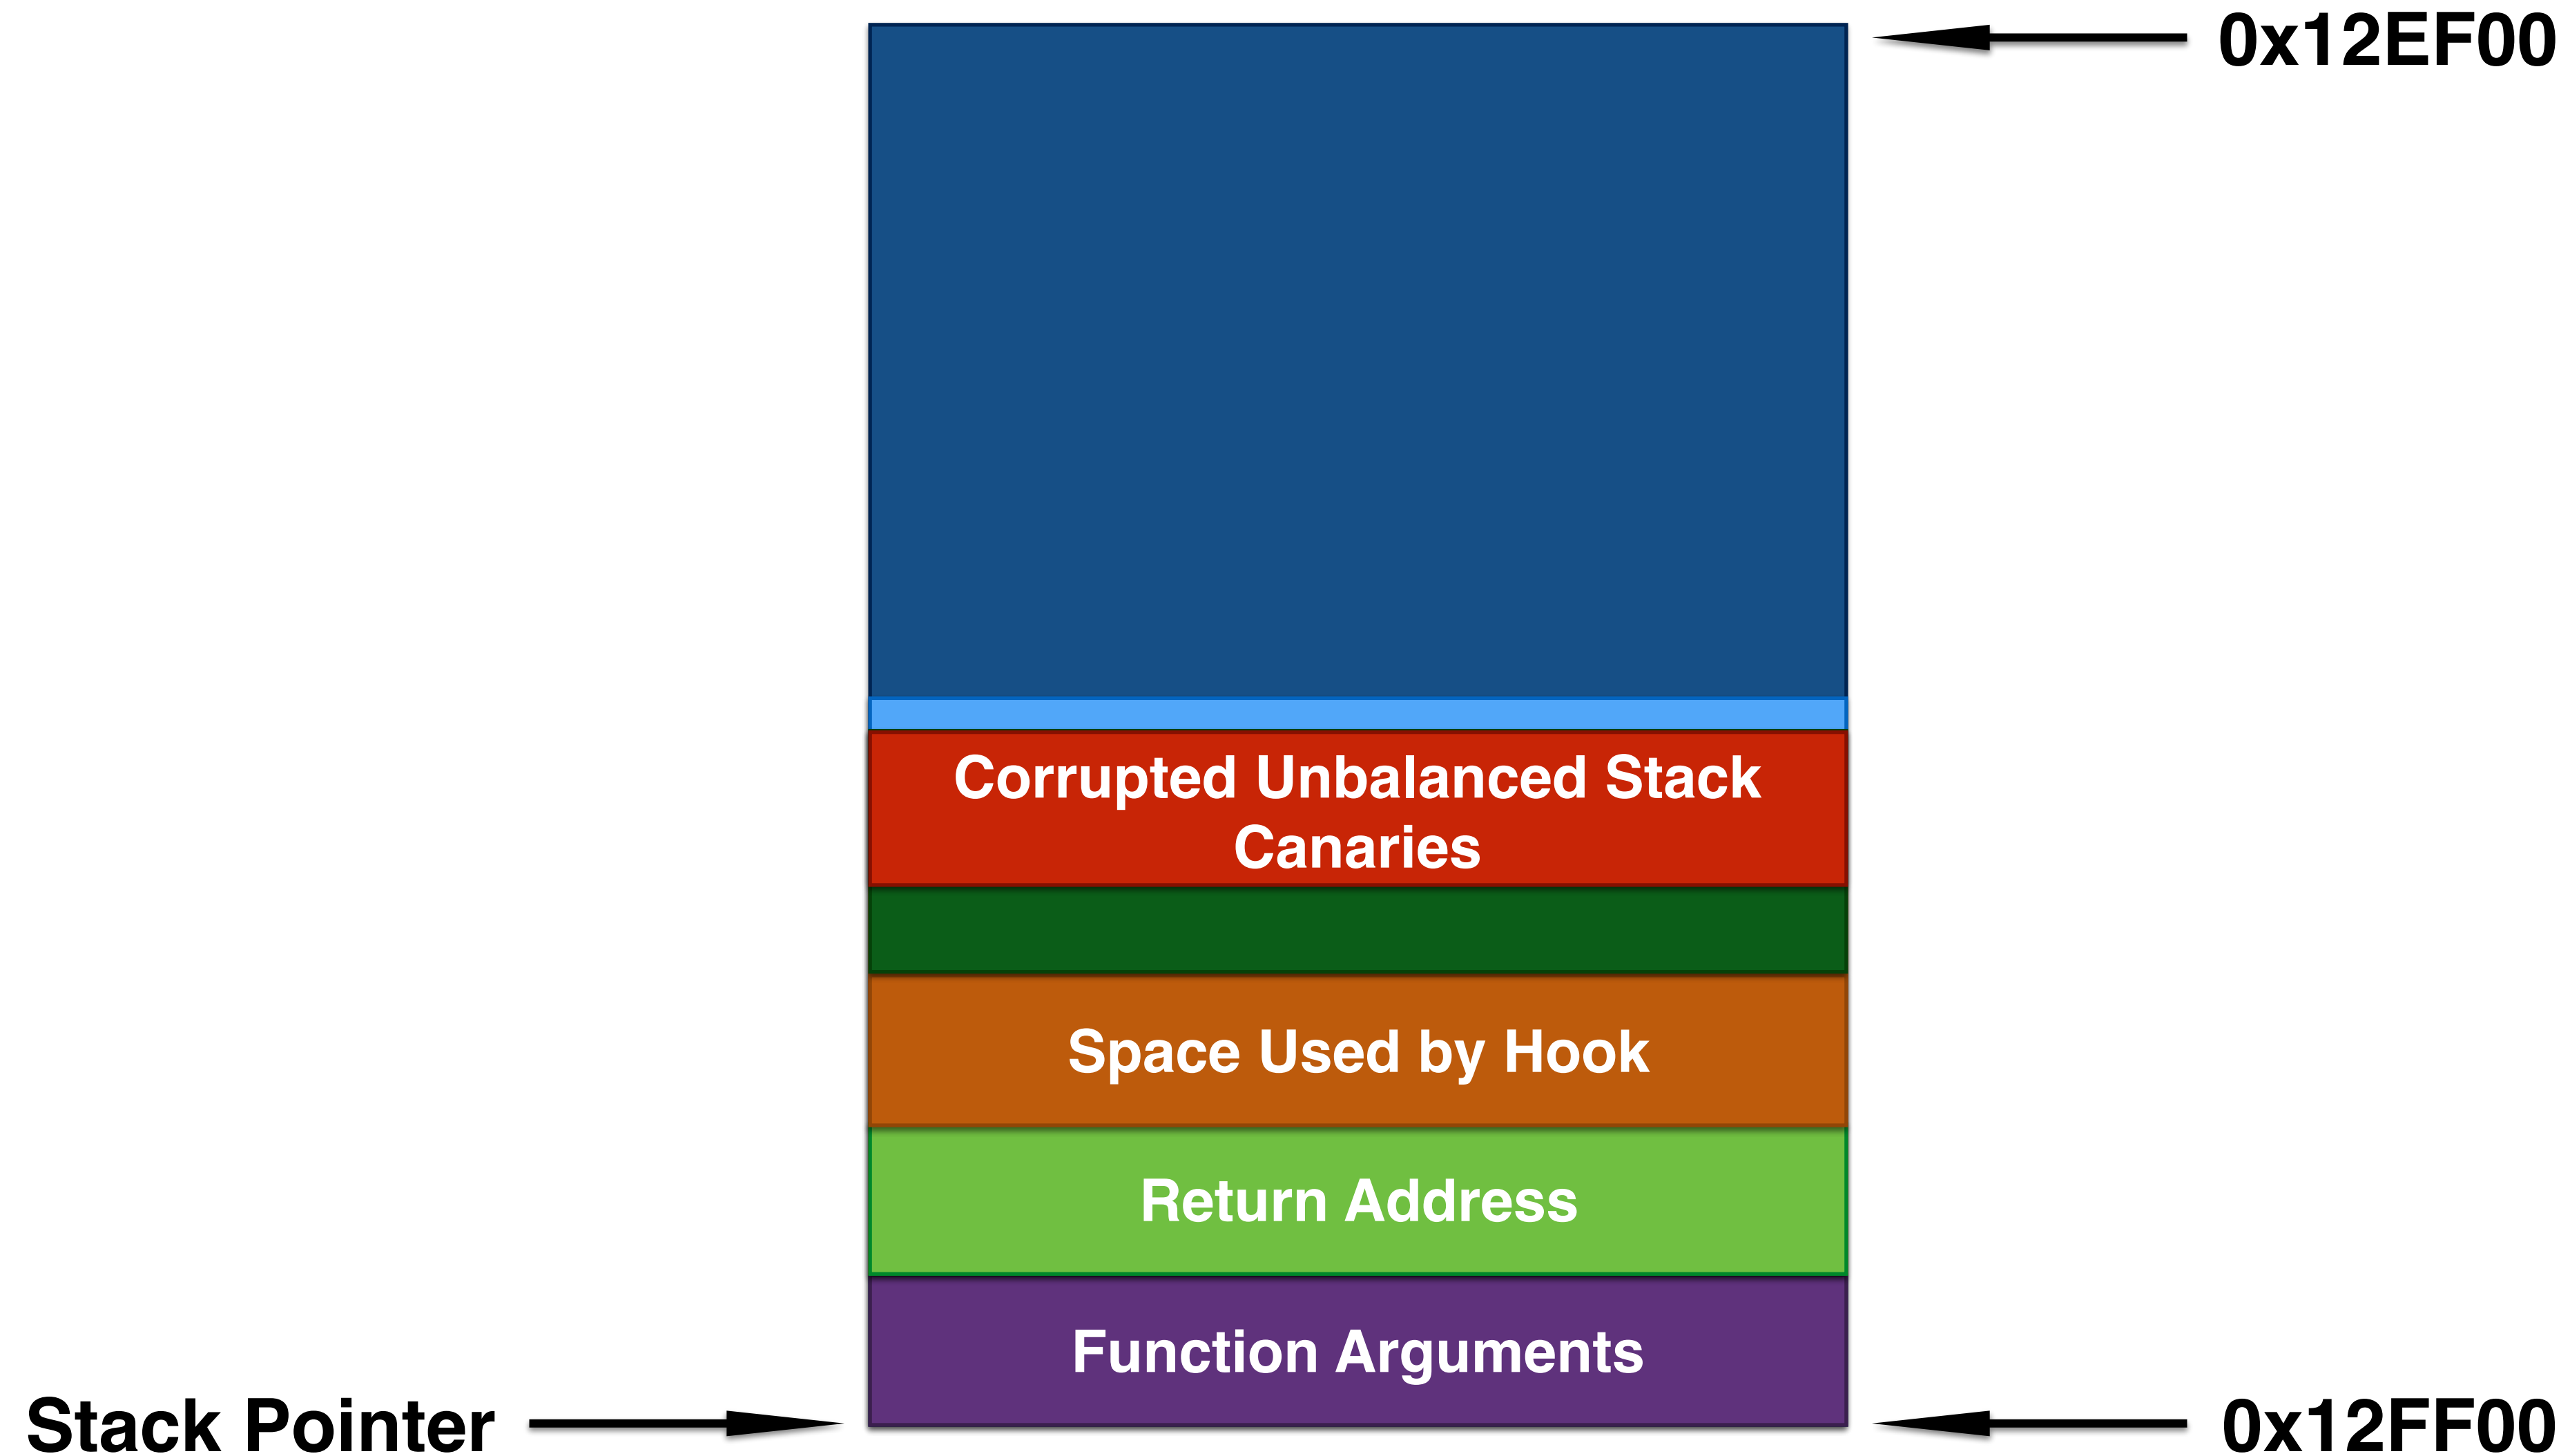 0x12EF00
Corrupted Unbalanced Stack
Canaries
Space Used by Hook
Return Address
Function Arguments
Stack Pointer
0x12FF00